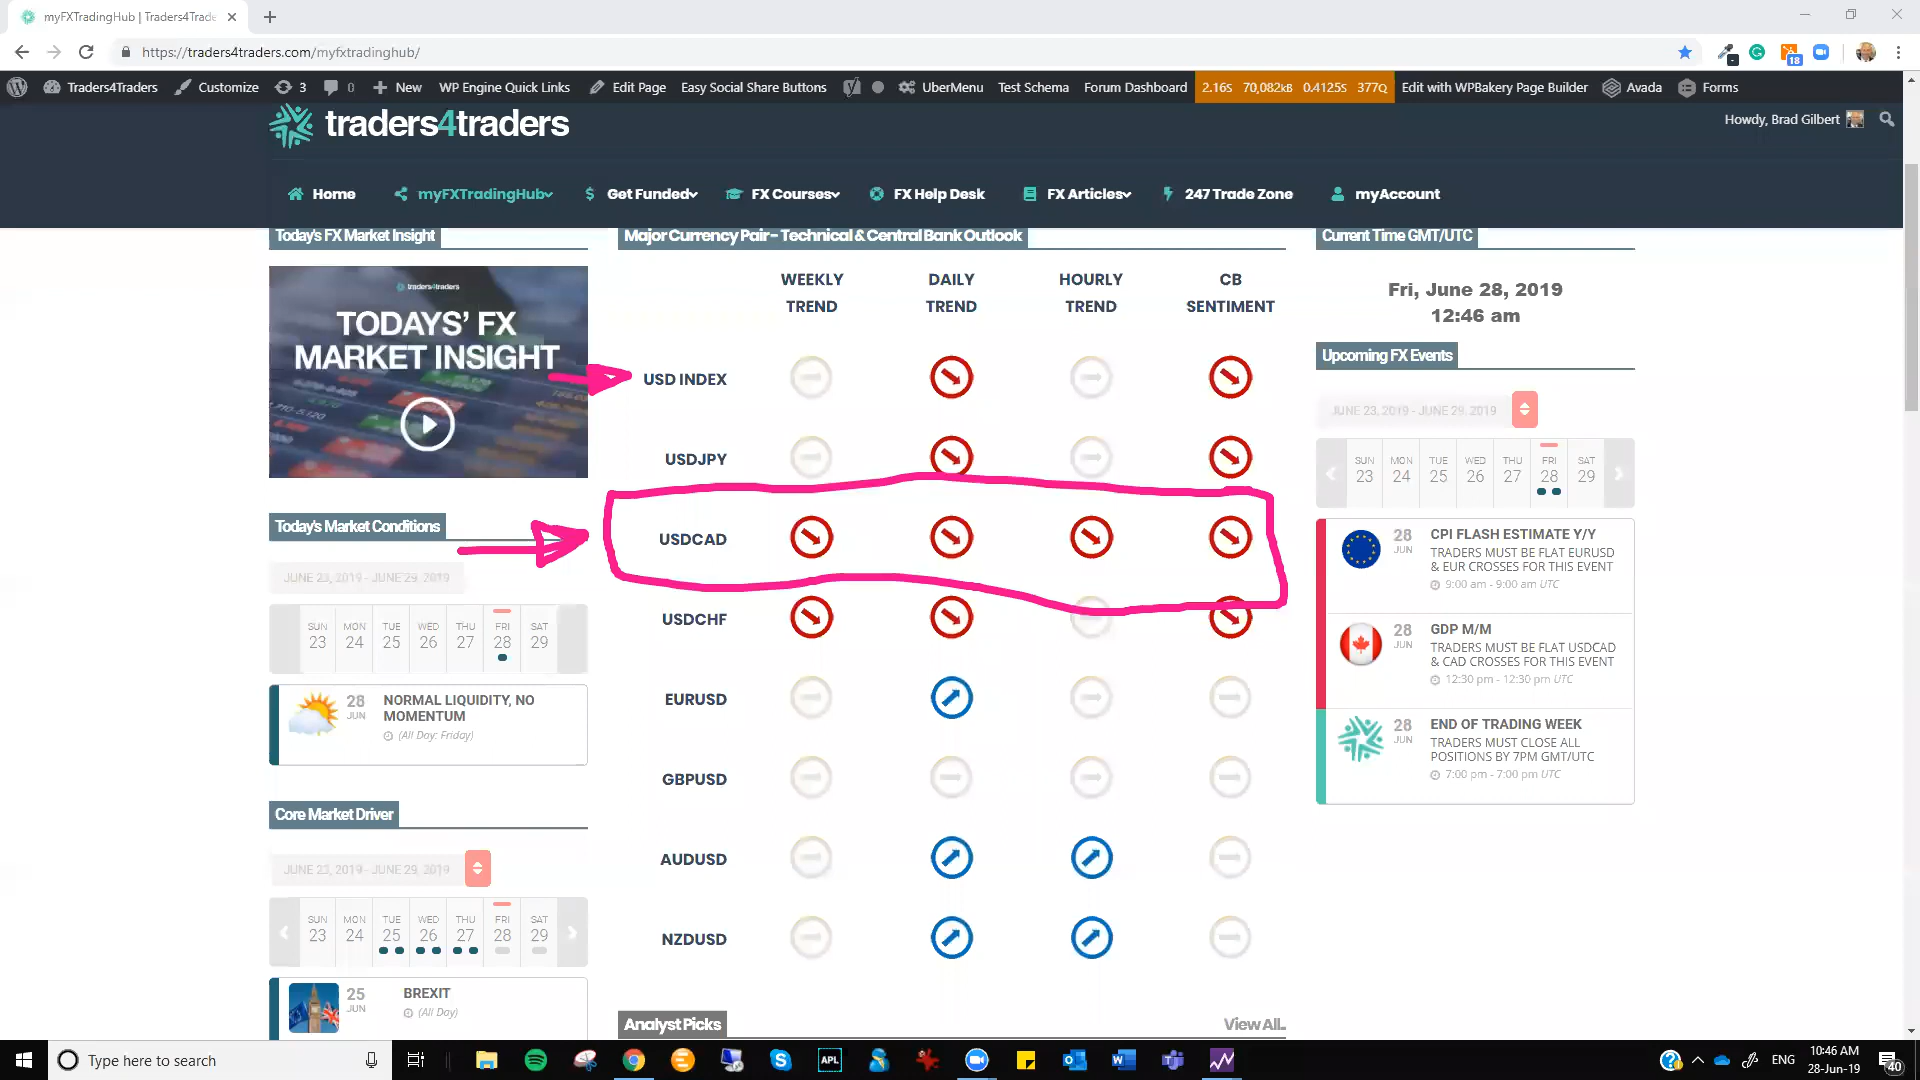 myFXTradingHub | Traders4Trade
https://traders4traders.com/myfxtradinghub/
18
Traders4Traders Customize 3 0 New WP Engine Quick Links Edit Page Easy Social Share Buttons UberMenu Test Schema Forum Dashboard 2.16S 70,082kB 0.4125S 377Q Edit with WPBakery Page Builder Avada Forms
traders4traders
Howdy, Brad Gilbert
Home myFXTradingHub Get Funded FX Courses FX Help Desk FX Articles 247 Trade Zone myAccount
Today's FX Market Insight
traders4traders
TODAYS' FX
MARKET INSIGHT
Today's Market Conditions
JUNE 23, 2019 - JUNE 29, 2019
SUN MON TUE WED THU FRI SAT
23 24 25 26 27 28 29
28
JUN
NORMAL LIQUIDITY, NO
MOMENTUM
(All Day: Friday)
Core Market Driver
JUNE 23, 2019 - JUNE 29, 2019
SUN MON TUE WED THU FRI SAT
23 24 25 26 27 28 29
25
JUN
BREXIT
(All Day)
Major Currency Pair - Technical & Central Bank Outlook
WEEKLY
TREND
DAILY
TREND
HOURLY
TREND
CB
SENTIMENT
USD INDEX
USDJPY
USDCAD
USDCHF
EURUSD
GBPUSD
AUDUSD
NZDUSD
Analyst Picks
View All..
Current Time GMT/UTC
Fri, June 28, 2019
12:46 am
Upcoming FX Events
JUNE 23, 2019 - JUNE 29, 2019
SUN MON TUE WED THU FRI SAT
23 24 25 26 27 28 29
28
JUN
CPI FLASH ESTIMATE Y/Y
TRADERS MUST BE FLAT EURUSD
& EUR CROSSES FOR THIS EVENT
9:00 am - 9:00 am UTC
28
JUN
GDP M/M
TRADERS MUST BE FLAT USDCAD
& CAD CROSSES FOR THIS EVENT
12:30 pm - 12:30 pm UTC
28
JUN
END OF TRADING WEEK
TRADERS MUST CLOSE ALL
POSITIONS BY 7PM GMT/UTC
7:00 pm - 7:00 pm UTC
Type here to search
APL
ENG
10:46 AM
28-Jun-19
40